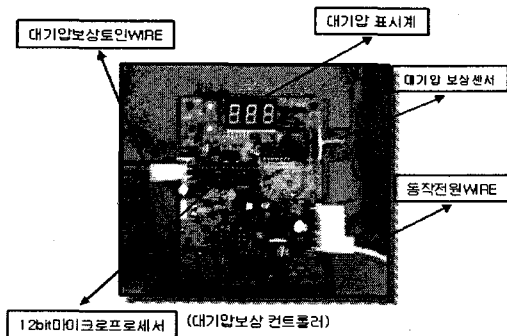 대기압 표시계
대기압보상토인WIRE
대기압 보상센서
888
동작전원WIRE
12bit마이크로프로세서
(대기압보상 컨트롤러)